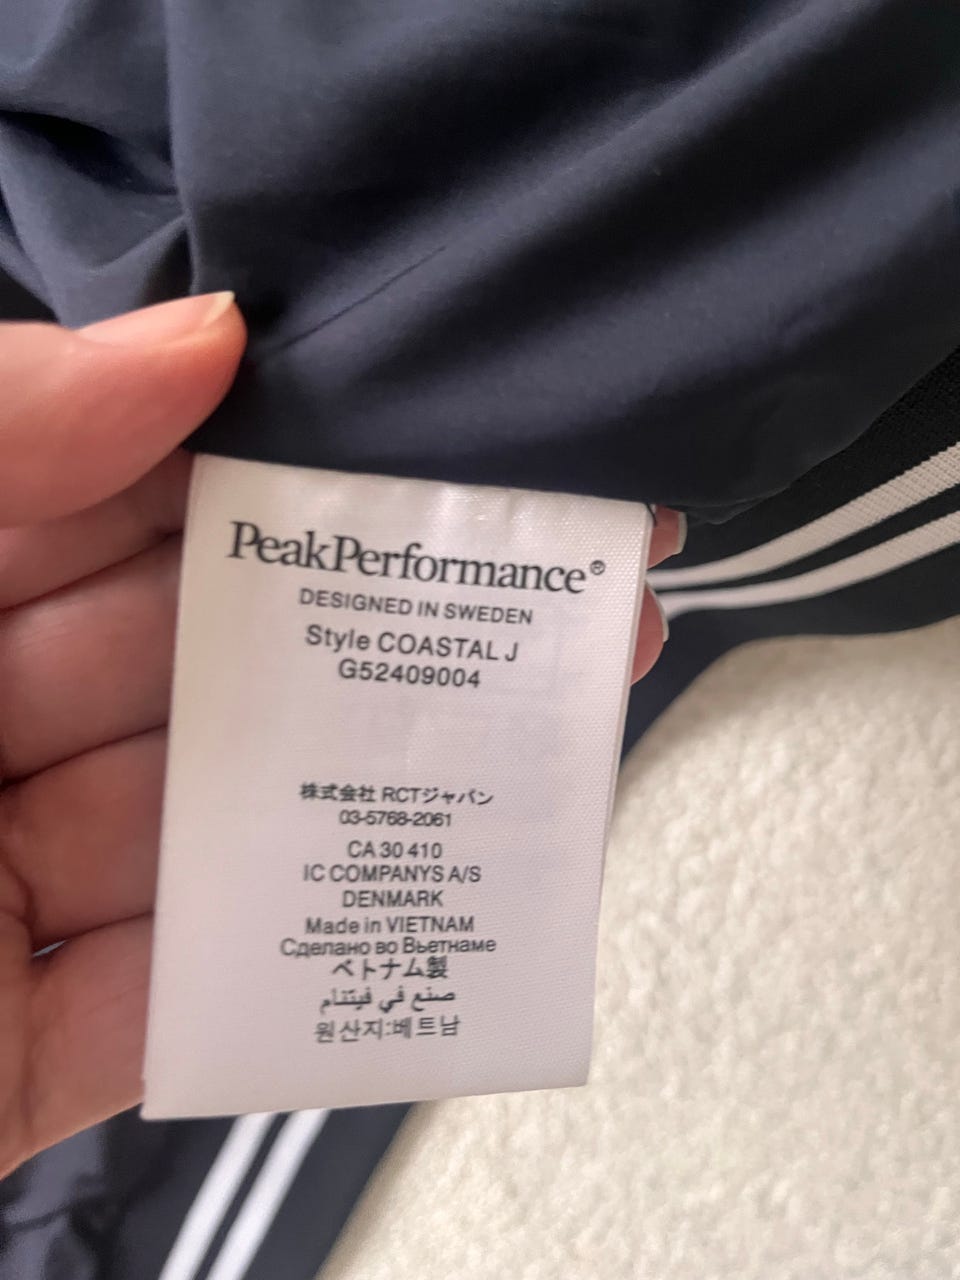 PeakPerformance®
DESIGNED IN SWEDEN
Style COASTAL J
G52409004
株式会社 RCTジャパン
03-5768-2061
CA 30 410
IC COMPANYS A/S
DENMARK
Made in VIETNAM
Сделано во Вьетнаме
ベトナム製
صنع في فيتنام
원산지:베트남